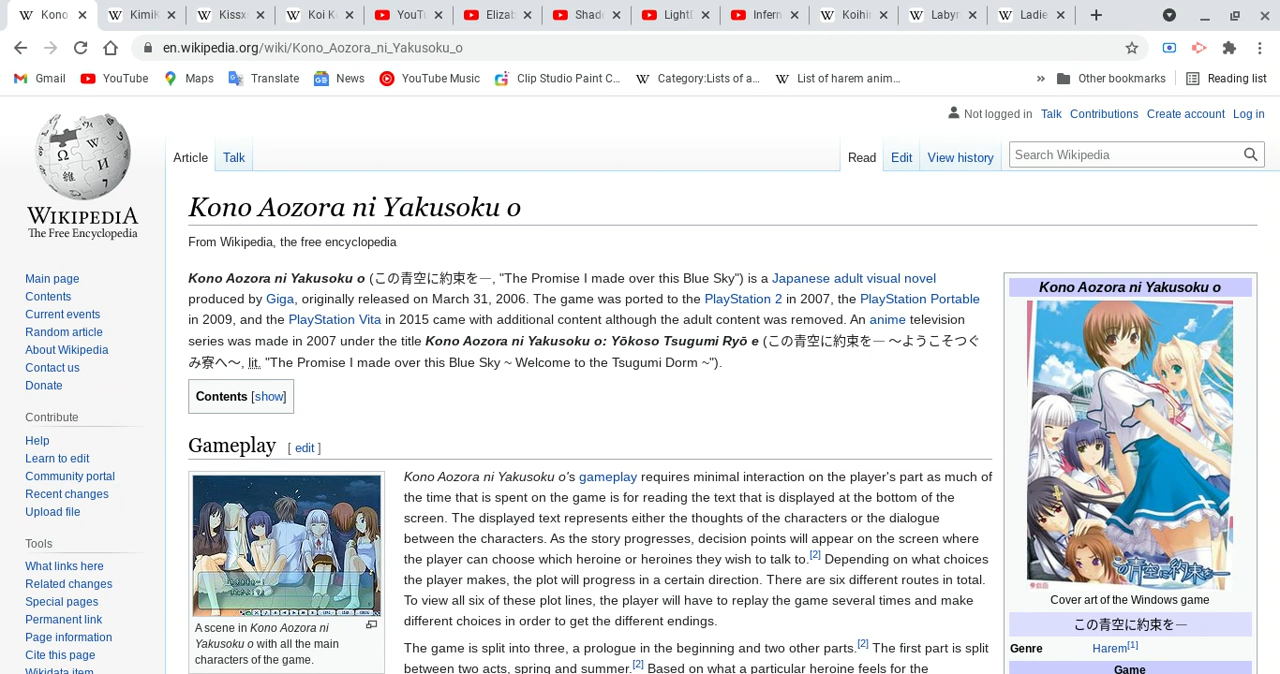 Kono
KimiK
Kissx
Koi K
YouTu
Elizab
Shade
LightD
Infern
Koihi
Labyr
Ladie
en.wikipedia.org/wiki/Kono_Aozora_ni_Yakusoku_o
Gmail YouTube Maps Translate News YouTube Music Clip Studio Paint C... Category:Lists of a... List of harem anim... » Other bookmarks Reading list
Not logged in Talk Contributions Create account Log in
Article Talk Read Edit View history Search Wikipedia
WIKIPEDIA
The Free Encyclopedia
Main page
Contents
Current events
Random article
About Wikipedia
Contact us
Donate
Contribute
Help
Learn to edit
Community portal
Recent changes
Upload file
Tools
What links here
Related changes
Special pages
Permanent link
Page information
Cite this page
Wikidata item
Kono Aozora ni Yakusoku o
From Wikipedia, the free encyclopedia
Kono Aozora ni Yakusoku o (この青空に約束を―, "The Promise I made over this Blue Sky") is a Japanese adult visual novel
produced by Giga, originally released on March 31, 2006. The game was ported to the PlayStation 2 in 2007, the PlayStation Portable
in 2009, and the PlayStation Vita in 2015 came with additional content although the adult content was removed. An anime television
series was made in 2007 under the title Kono Aozora ni Yakusoku o: Yōkoso Tsugumi Ryō e (この青空に約束を― 〜ようこそつぐ
み寮へ〜, lit. "The Promise I made over this Blue Sky ~ Welcome to the Tsugumi Dorm ~").
Contents [show]
Gameplay [ edit ]
A scene in Kono Aozora ni
Yakusoku o with all the main
characters of the game.
Kono Aozora ni Yakusoku o's gameplay requires minimal interaction on the player's part as much of
the time that is spent on the game is for reading the text that is displayed at the bottom of the
screen. The displayed text represents either the thoughts of the characters or the dialogue
between the characters. As the story progresses, decision points will appear on the screen where
the player can choose which heroine or heroines they wish to talk to.[2] Depending on what choices
the player makes, the plot will progress in a certain direction. There are six different routes in total.
To view all six of these plot lines, the player will have to replay the game several times and make
different choices in order to get the different endings.
The game is split into three, a prologue in the beginning and two other parts.[2] The first part is split
between two acts, spring and summer.[2] Based on what a particular heroine feels for the
Kono Aozora ni Yakusoku o
この青空に約束を―
Cover art of the Windows game
この青空に約束を―
Genre Harem[1]
Game